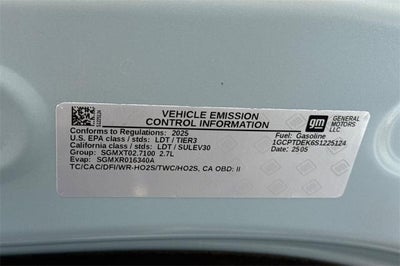 VEHICLE EMISSION
CONTROL INFORMATION
gm
GENERAL
MOTORS
LLC
Conforms to Regulations: 2025
U.S. EPA class / stds: LDT / TIER3
California class / stds: LDT / SULEV30
Group: SGMXT02.7100 2.7L
Evap: SGMXR016340A
TC/CAC/DFI/WR-HO2S/TWC/HO2S, CA OBD: II
Fuel: Gasoline
1GCPTDEK6S1225124
Date: 2505